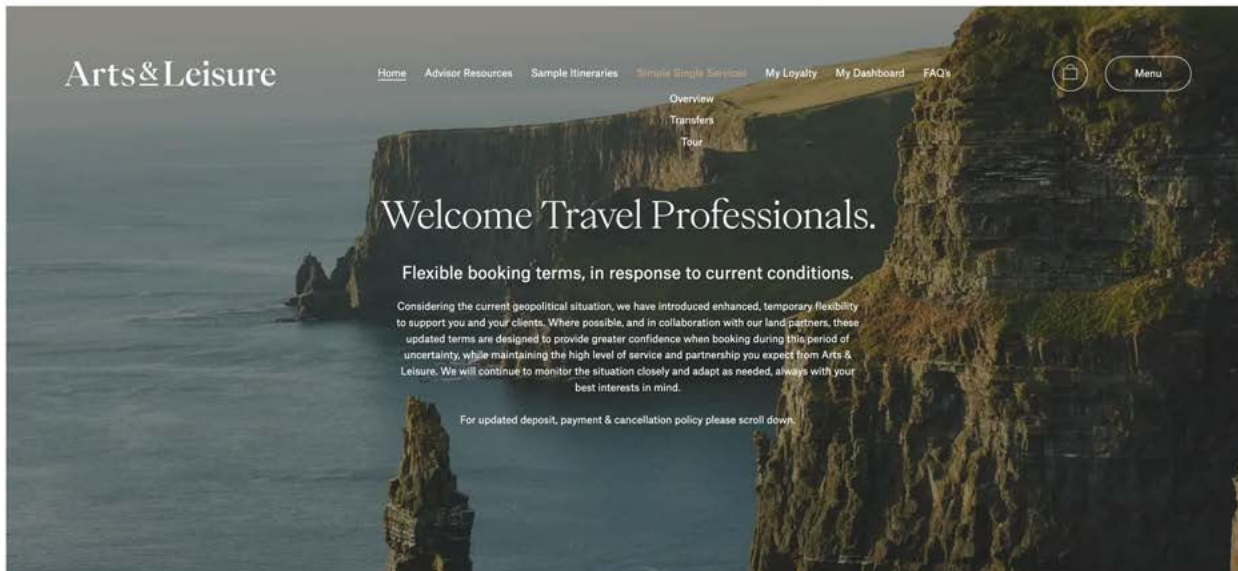 Arts & Leisure
Home Advisor Resources Sample Itineraries Simple Single Services My Loyalty My Dashboard FAQ's Menu
Overview
Transfers
Tour
Welcome Travel Professionals.
Flexible booking terms, in response to current conditions.
Considering the current geopolitical situation, we have introduced enhanced, temporary flexibility
to support you and your clients. Where possible, and in collaboration with our land partners, these
updated terms are designed to provide greater confidence when booking during this period of
uncertainty, while maintaining the high level of service and partnership you expect from Arts &
Leisure. We will continue to monitor the situation closely and adapt as needed, always with your
best interests in mind.
For updated deposit, payment & cancellation policy please scroll down.